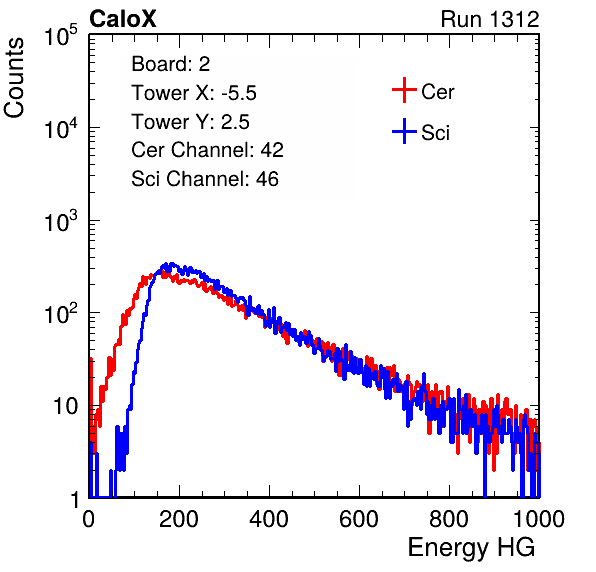 CaloX Run 1312
Counts
10^5
10^4
10^3
10^2
10
1
Board: 2
Tower X: -5.5
Tower Y: 2.5
Cer Channel: 42
Sci Channel: 46
Cer
Sci
0 200 400 600 800 1000
Energy HG